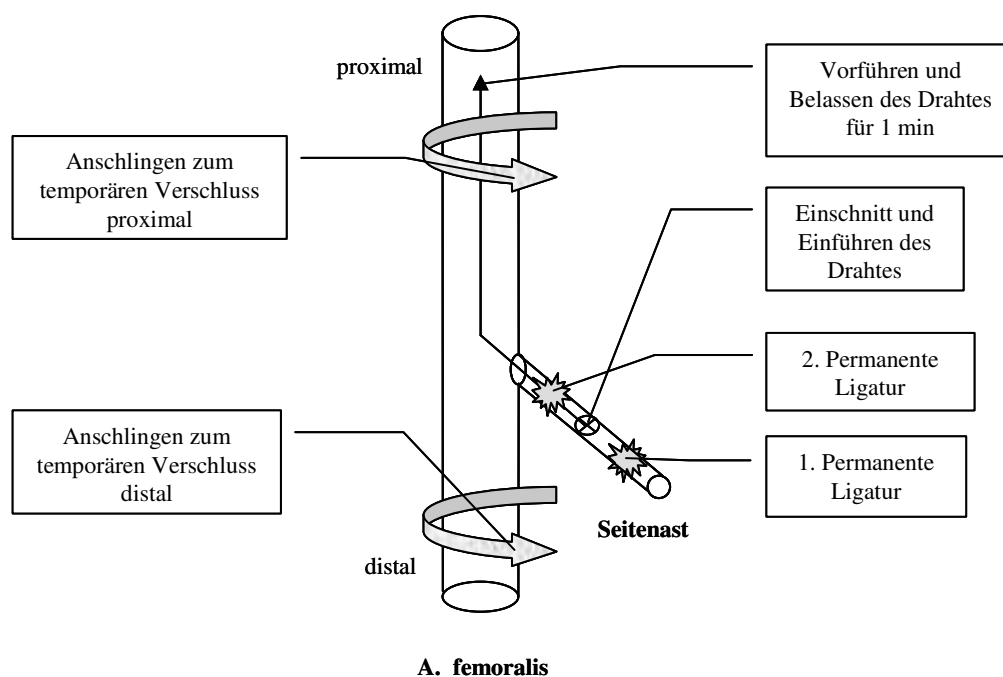 proximal
Vorführen und
Belassen des Drahtes
für 1 min
Anschlingen zum
temporären Verschluss
proximal
Einschnitt und
Einführen des
Drahtes
2. Permanente
Ligatur
Anschlingen zum
temporären Verschluss
distal
1. Permanente
Ligatur
Seitenast
distal
A. femoralis